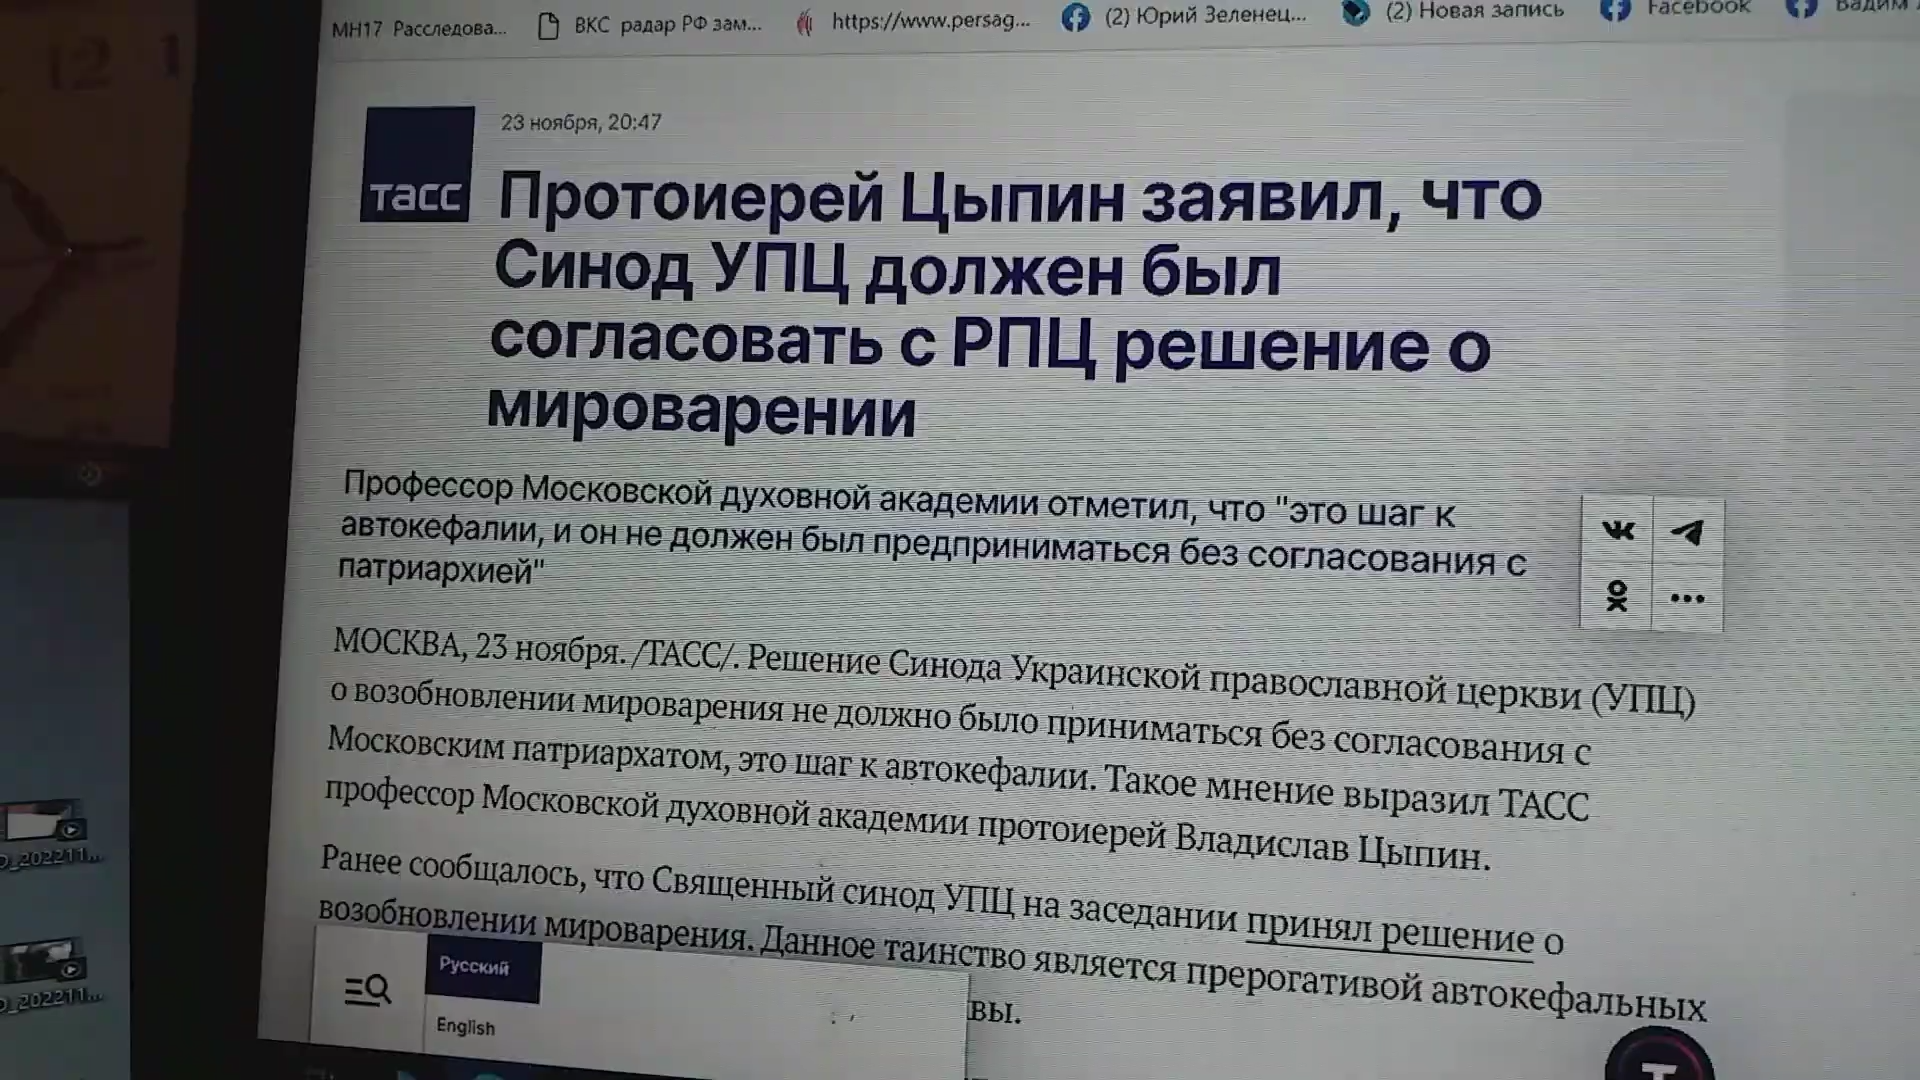 12 1
МН17 Расследова... ВКС радар РФ зам... https://www.persag... (2) Юрий Зеленец... (2) Новая запись Facebook Вадим
23 ноября, 20:47
ТАСС
Протоиерей Цыпин заявил, что
Синод УПЦ должен был
согласовать с РПЦ решение о
мироварении
Профессор Московской духовной академии отметил, что "это шаг к
автокефалии, и он не должен был предприниматься без согласования с
патриархией"
МОСКВА, 23 ноября. /ТАСС/. Решение Синода Украинской православной церкви (УПЦ)
о возобновлении мироварения не должно было приниматься без согласования с
Московским патриархатом, это шаг к автокефалии. Такое мнение выразил ТАСС
профессор Московской духовной академии протоиерей Владислав Цыпин.
Ранее сообщалось, что Священный синод УПЦ на заседании принял решение о
возобновлении мироварения. Данное таинство является прерогативой автокефальных
вы.
Русский
English
_202211...
_202211...